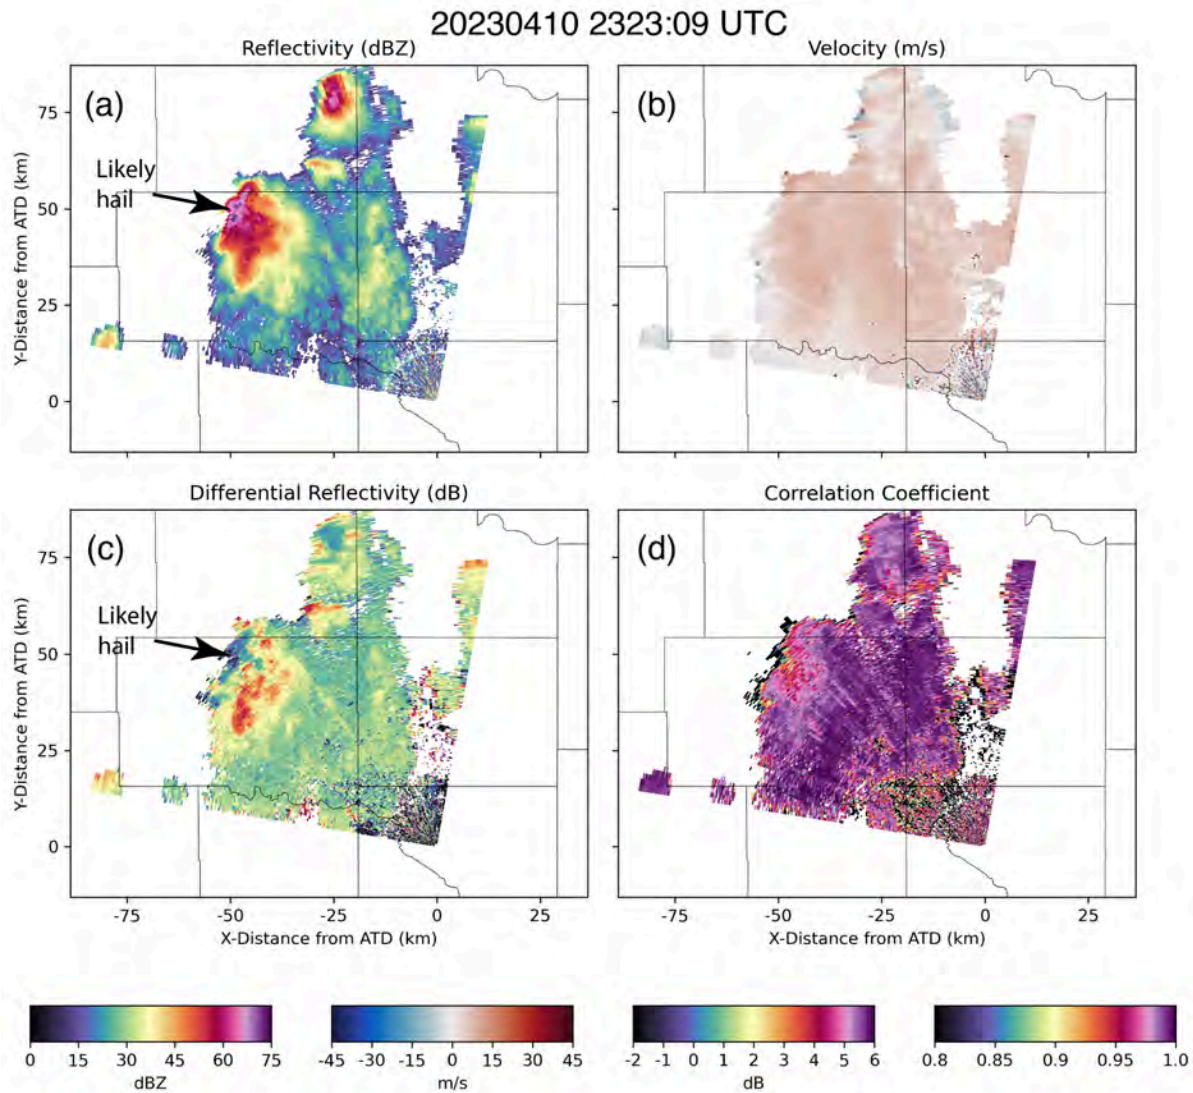 20230410 2323:09 UTC
Reflectivity (dBZ)
Velocity (m/s)
(a)
(b)
Likely
hail
Y-Distance from ATD (km)
75
50
25
0
Differential Reflectivity (dB)
Correlation Coefficient
(c)
(d)
Likely
hail
Y-Distance from ATD (km)
75
50
25
0
-75 -50 -25 0 25
X-Distance from ATD (km)
-75 -50 -25 0 25
X-Distance from ATD (km)
0 15 30 45 60 75
dBZ
-45 -30 -15 0 15 30 45
m/s
-2 -1 0 1 2 3 4 5 6
dB
0.8 0.85 0.9 0.95 1.0